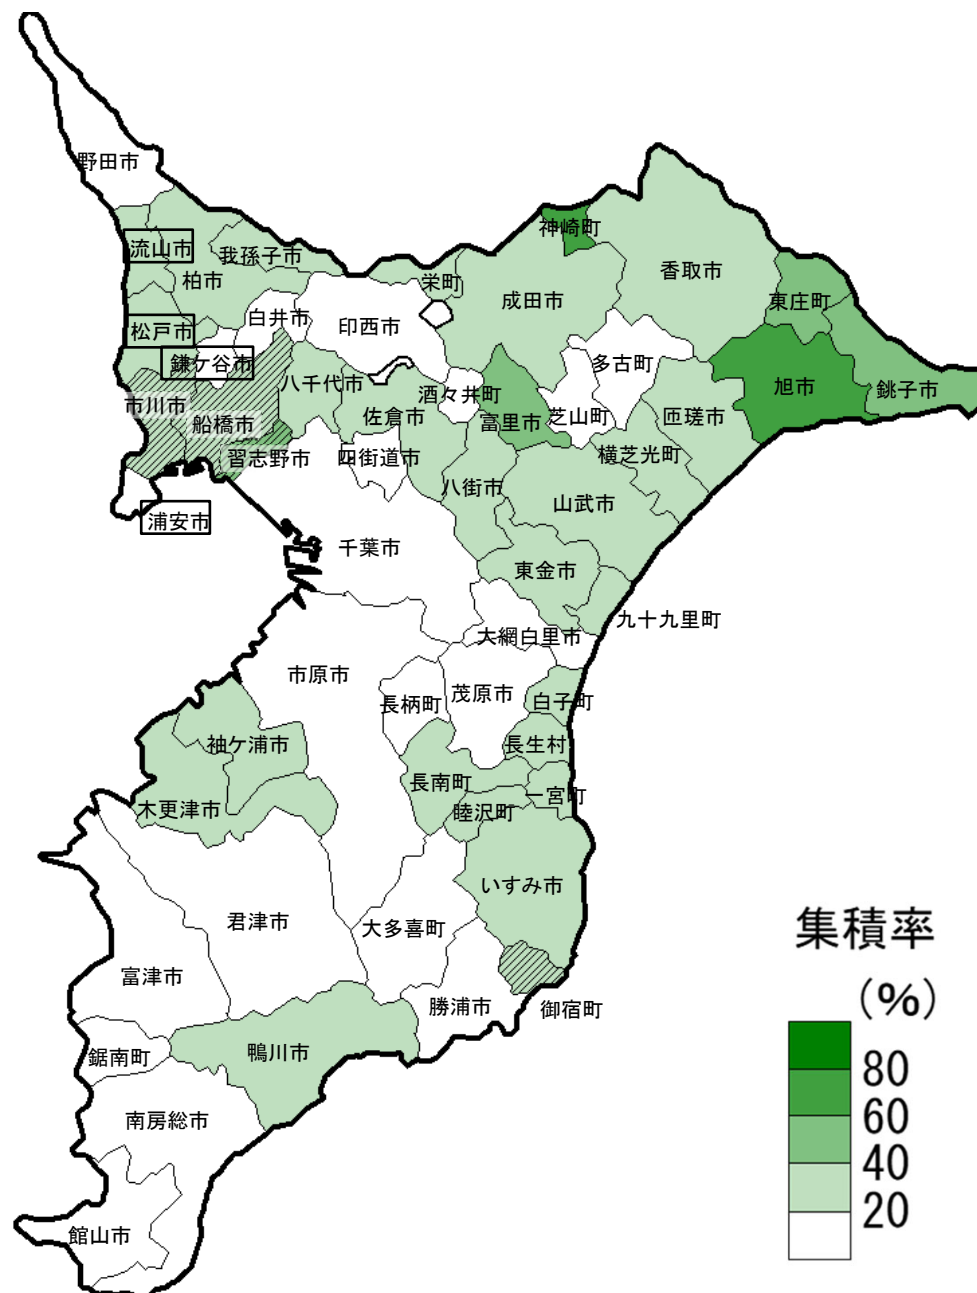 野田市
流山市
我孫子市
柏市
栄町
神崎町
香取市
成田市
東庄町
松戸市
白井市
印西市
鎌ケ谷市
多古町
八千代市
酒々井町
旭市
銚子市
市川市
船橋市
佐倉市
富里市
芝山町
匝瑳市
習志野市
四街道市
横芝光町
八街市
山武市
浦安市
千葉市
東金市
九十九里町
大網白里市
市原市
長柄町
茂原市
白子町
袖ケ浦市
長生村
長南町
一宮町
木更津市
睦沢町
いすみ市
君津市
大多喜町
富津市
勝浦市
御宿町
鋸南町
鴨川市
南房総市
館山市
集積率
(%)
80
60
40
20